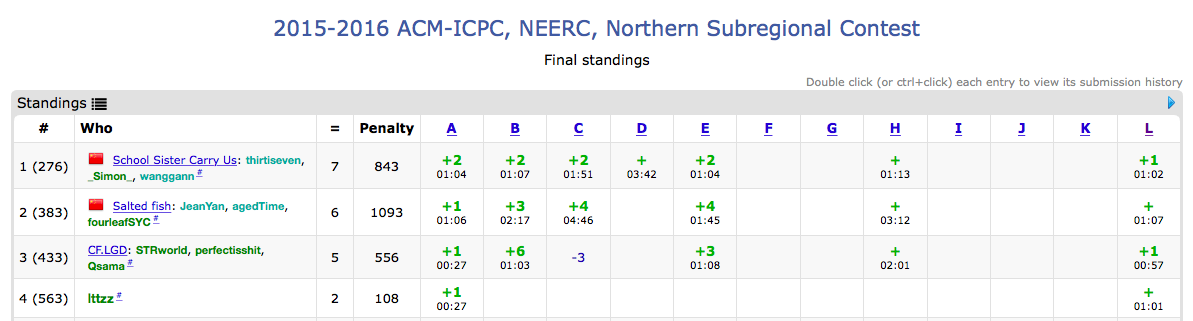 2015-2016 ACM-ICPC, NEERC, Northern Subregional Contest
Final standings
Double click (or ctrl+click) each entry to view its submission history
Standings
# Who = Penalty A B C D E F G H I J K L
1 (276) School Sister Carry Us: thirtiseven, _Simon_, wanggann # 7 843 +2 01:04 +2 01:07 +2 01:51 + 03:42 +2 01:04 + 01:13 +1 01:02
2 (383) Salted fish: JeanYan, agedTime, fourleafSYC # 6 1093 +1 01:06 +3 02:17 +4 04:46 +4 01:45 + 03:12 + 01:07
3 (433) CF.LGD: STRworld, perfectisshit, Qsama # 5 556 +1 00:27 +6 01:03 -3 +3 01:08 + 02:01 +1 00:57
4 (563) lttzz # 2 108 +1 00:27 + 01:01